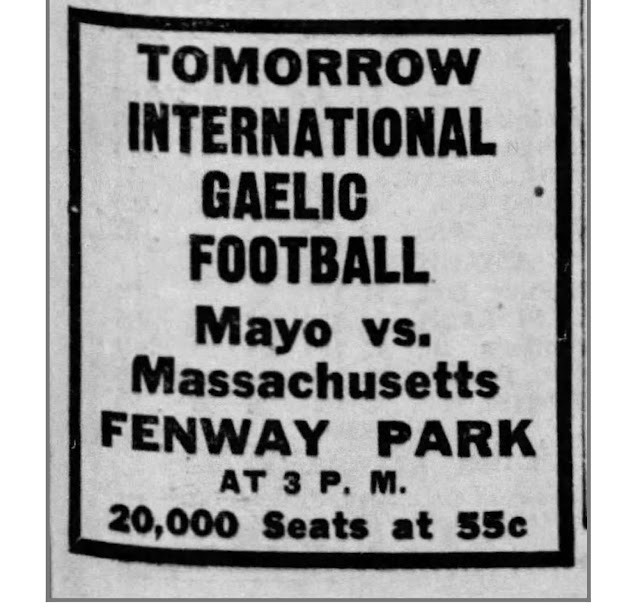 TOMORROW
INTERNATIONAL
GAELIC
FOOTBALL
Mayo vs.
Massachusetts
FENWAY PARK
AT 3 P. M.
20,000 Seats at 55c